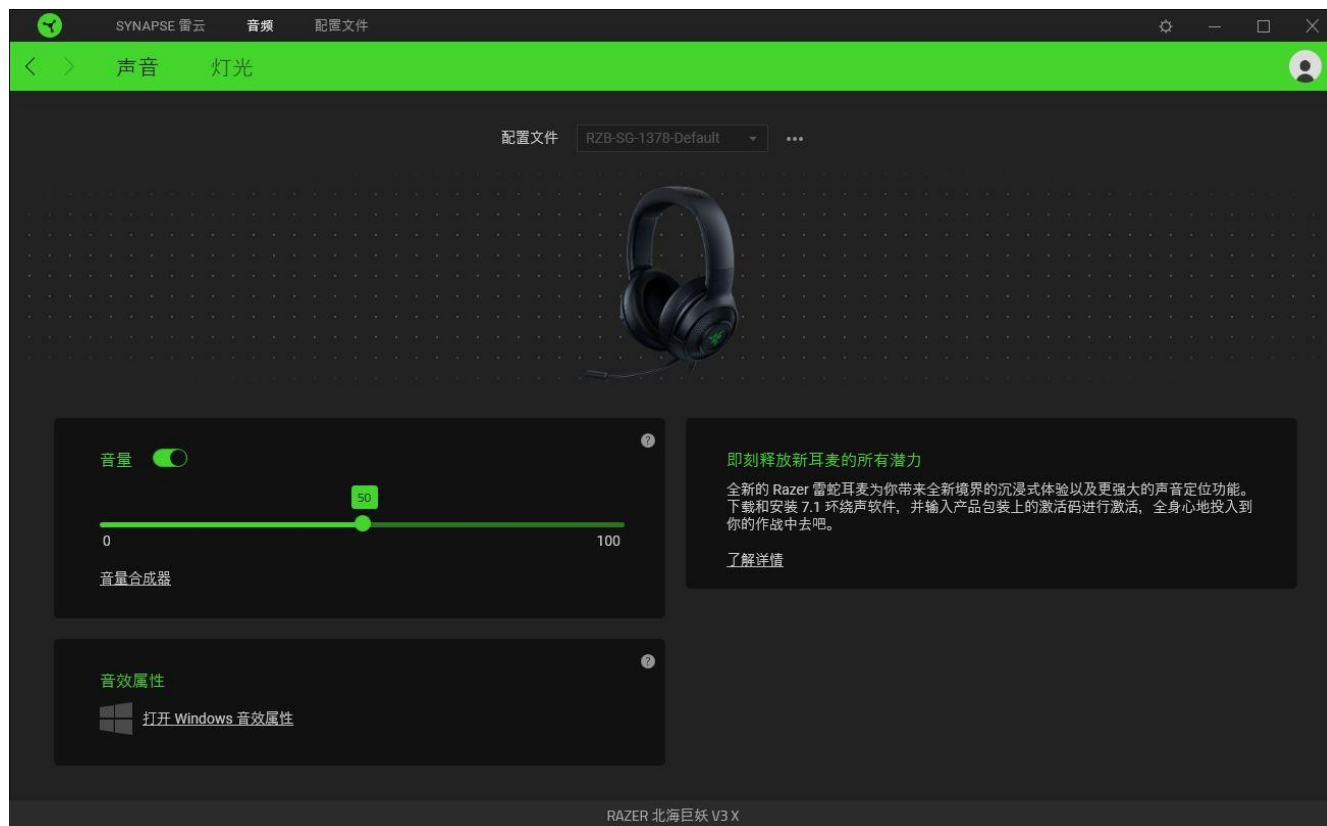 SYNAPSE 雷云 音频 配置文件
声音 灯光
配置文件 RZB-SG-1378-Default
音量
50
0 100
音量合成器
即刻释放新耳麦的所有潜力
全新的 Razer 雷蛇耳麦为你带来全新境界的沉浸式体验以及更强大的声音定位功能。
下载和安装 7.1 环绕声软件，并输入产品包装上的激活码进行激活，全身心地投入到
你的作战中去吧。
了解详情
音效属性
打开 Windows 音效属性
RAZER 北海巨妖 V3 X